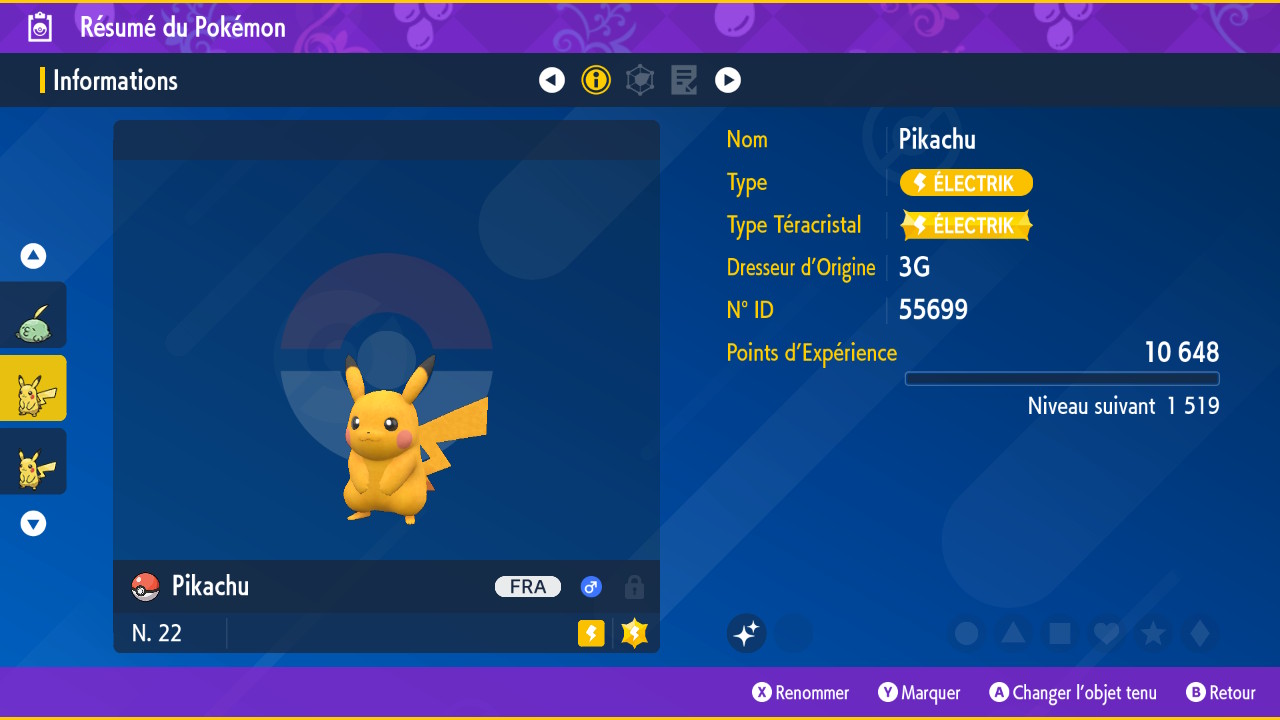 Résumé du Pokémon
Informations
Nom Pikachu
Type ÉLECTRIK
Type Téracristal ÉLECTRIK
Dresseur d'Origine 3G
N° ID 55699
Points d'Expérience 10 648
Niveau suivant 1 519
Pikachu FRA ♂
N. 22
X Renommer Y Marquer A Changer l'objet tenu B Retour